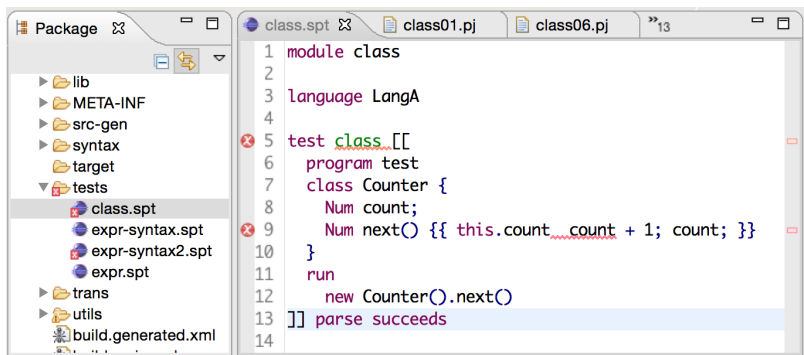 Package
lib
META-INF
src-gen
syntax
target
tests
class.spt
expr-syntax.spt
expr-syntax2.spt
expr.spt
trans
utils
build.generated.xml
class.spt class01.pj class06.pj »13
1 module class
2
3 language LangA
4
5 test class [[
6 program test
7 class Counter {
8 Num count;
9 Num next() {{ this.count count + 1; count; }}
10 }
11 run
12 new Counter().next()
13 ]] parse succeeds
14